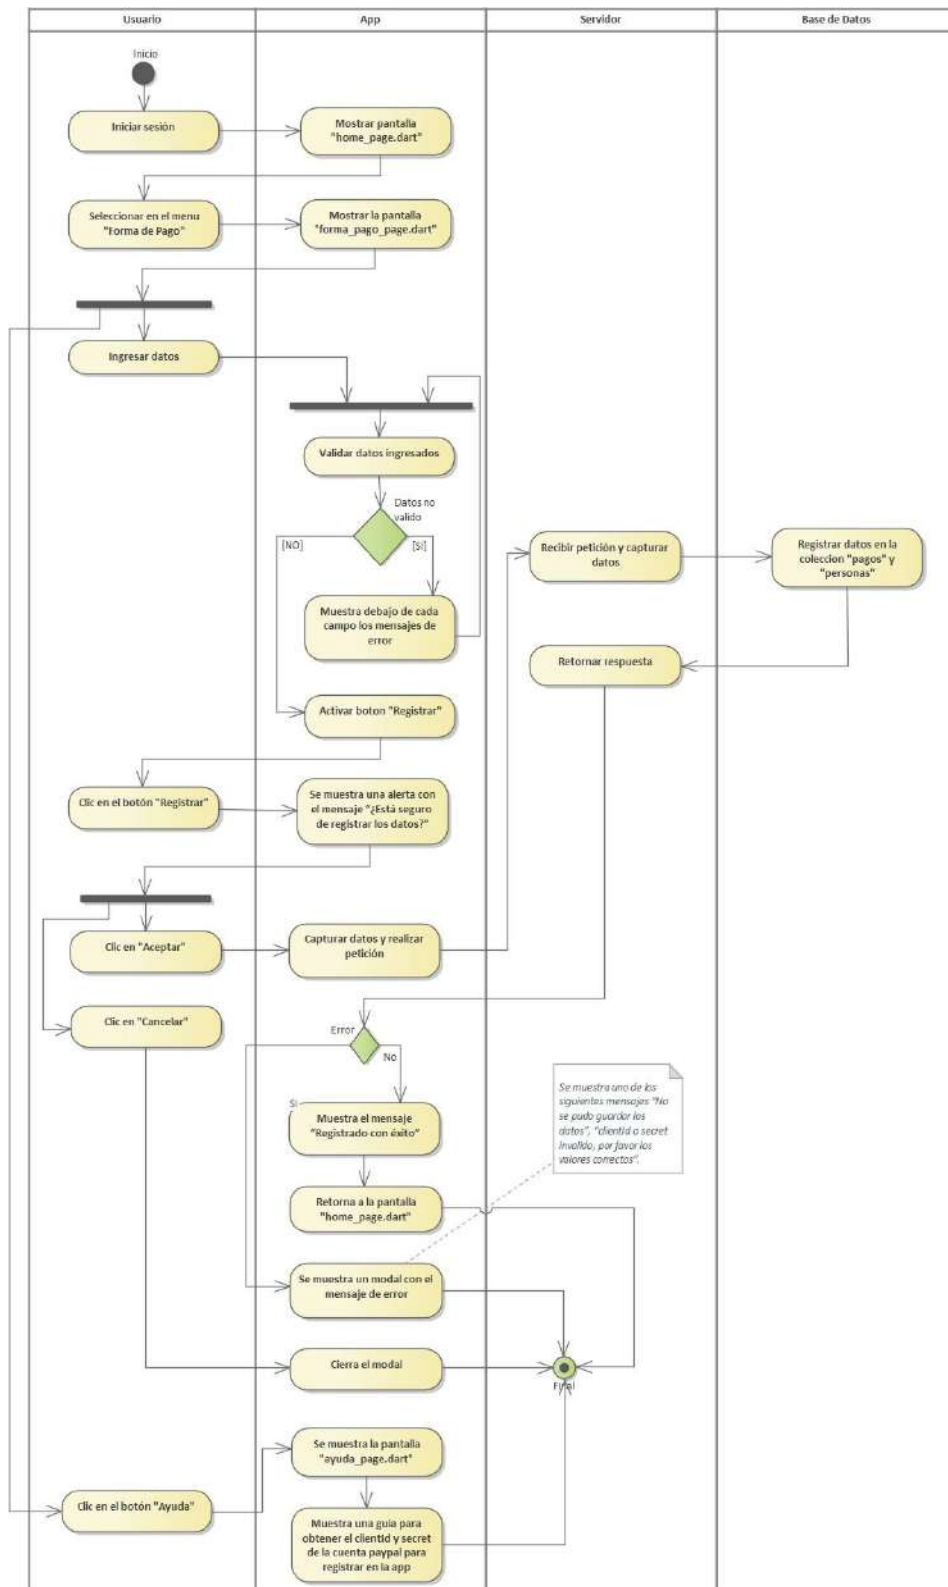 Usuario
App
Servidor
Base de Datos
Inicio
Iniciar sesión
Mostrar pantalla
"home_page.dart"
Seleccionar en el menu
"Forma de Pago"
Mostrar la pantalla
"forma_pago_page.dart"
Ingresar datos
Validar datos ingresados
Datos no
valido
[NO]
[SI]
Muestra debajo de cada
campo los mensajes de
error
Recibir petición y capturar
datos
Registrar datos en la
coleccion "pagos" y
"personas"
Retornar respuesta
Activar boton "Registrar"
Clic en el botón "Registrar"
Se muestra una alerta con
el mensaje "¿Está seguro
de registrar los datos?"
Clic en "Aceptar"
Capturar datos y realizar
petición
Clic en "Cancelar"
Error
No
Si
Muestra el mensaje
"Registrado con éxito"
Se muestra uno de los
siguientes mensajes "No
se pudo guardar los
datos", "clientId o secret
invalido, por favor los
valores correctos".
Retorna a la pantalla
"home_page.dart"
Se muestra un modal con el
mensaje de error
Cierra el modal
Final
Se muestra la pantalla
"ayuda_page.dart"
Clic en el botón "Ayuda"
Muestra una guia para
obtener el clientId y secret
de la cuenta paypal para
registrar en la app